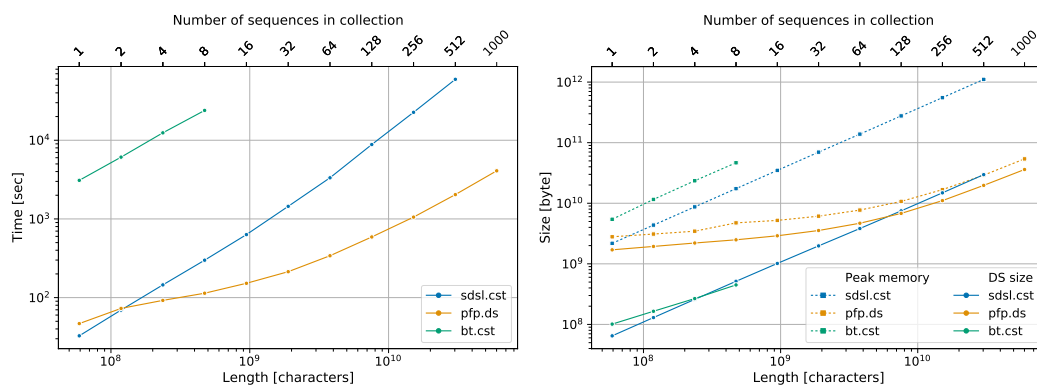 Number of sequences in collection
1 2 4 8 16 32 64 128 256 512 1000
Time [sec]
10^4
10^3
10^2
sdsl.cst
pfp.ds
bt.cst
10^8 10^9 10^10
Length [characters]
Number of sequences in collection
1 2 4 8 16 32 64 128 256 512 1000
Size [byte]
10^12
10^11
10^10
10^9
10^8
Peak memory DS size
sdsl.cst sdsl.cst
pfp.ds pfp.ds
bt.cst bt.cst
10^8 10^9 10^10
Length [characters]